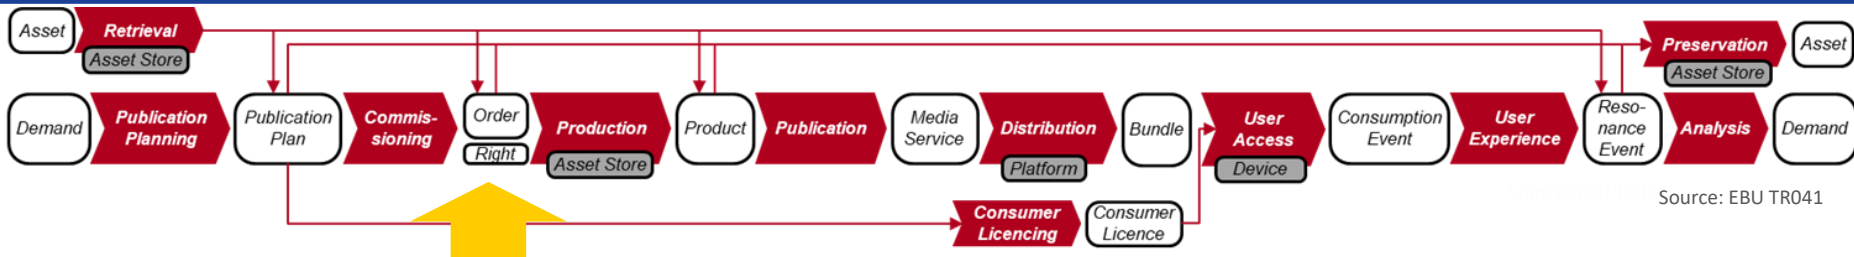 Asset
Retrieval
Asset Store
Preservation
Asset
Asset Store
Demand
Publication
Planning
Publication
Plan
Commis-
sioning
Order
Right
Production
Asset Store
Product
Publication
Media
Service
Distribution
Platform
Bundle
User
Access
Device
Consumption
Event
User
Experience
Reso-
nance
Event
Analysis
Demand
Source: EBU TR041
Consumer
Licencing
Consumer
Licence